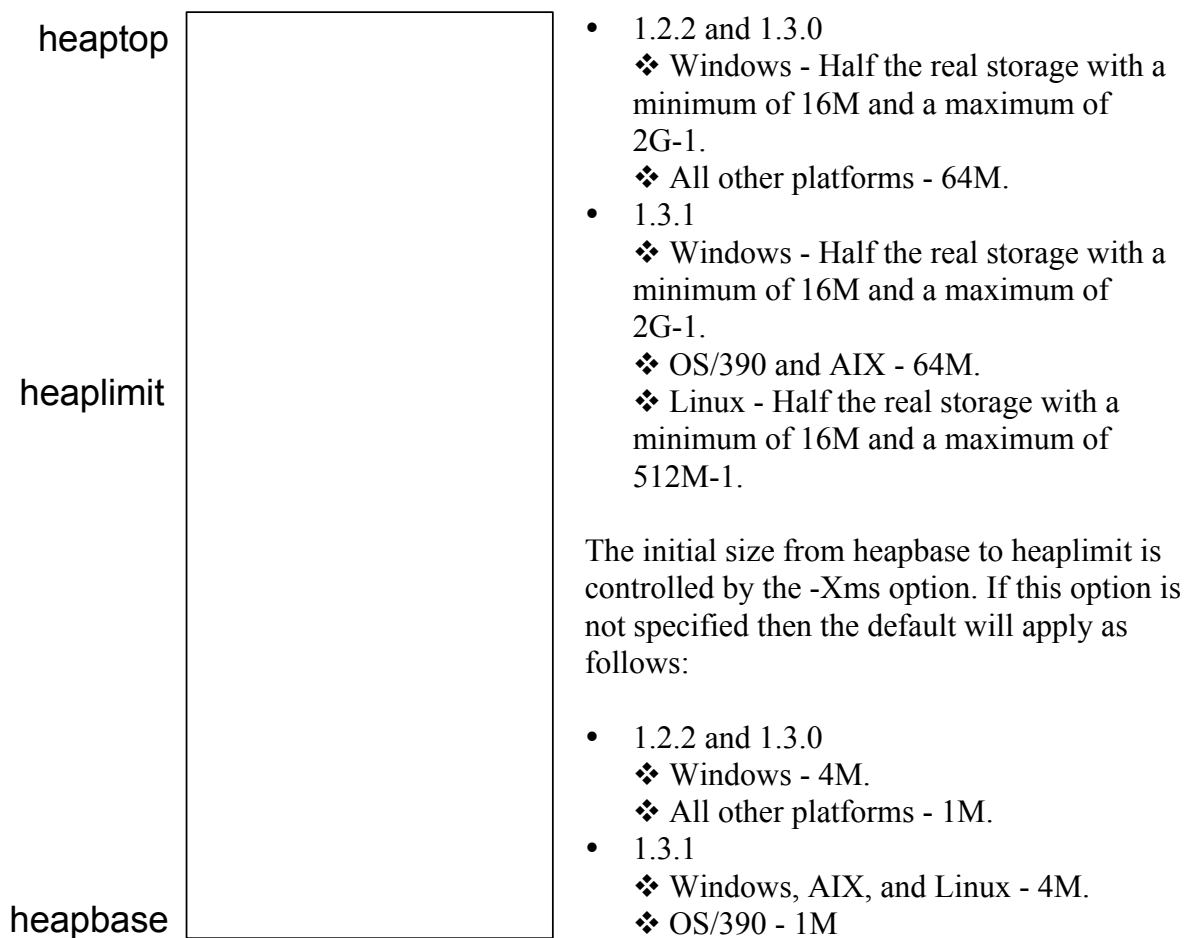 heaptop
heaplimit
heapbase
• 1.2.2 and 1.3.0
❖ Windows - Half the real storage with a
minimum of 16M and a maximum of
2G-1.
❖ All other platforms - 64M.
• 1.3.1
❖ Windows - Half the real storage with a
minimum of 16M and a maximum of
2G-1.
❖ OS/390 and AIX - 64M.
❖ Linux - Half the real storage with a
minimum of 16M and a maximum of
512M-1.
The initial size from heapbase to heaplimit is
controlled by the -Xms option. If this option is
not specified then the default will apply as
follows:
• 1.2.2 and 1.3.0
❖ Windows - 4M.
❖ All other platforms - 1M.
• 1.3.1
❖ Windows, AIX, and Linux - 4M.
❖ OS/390 - 1M